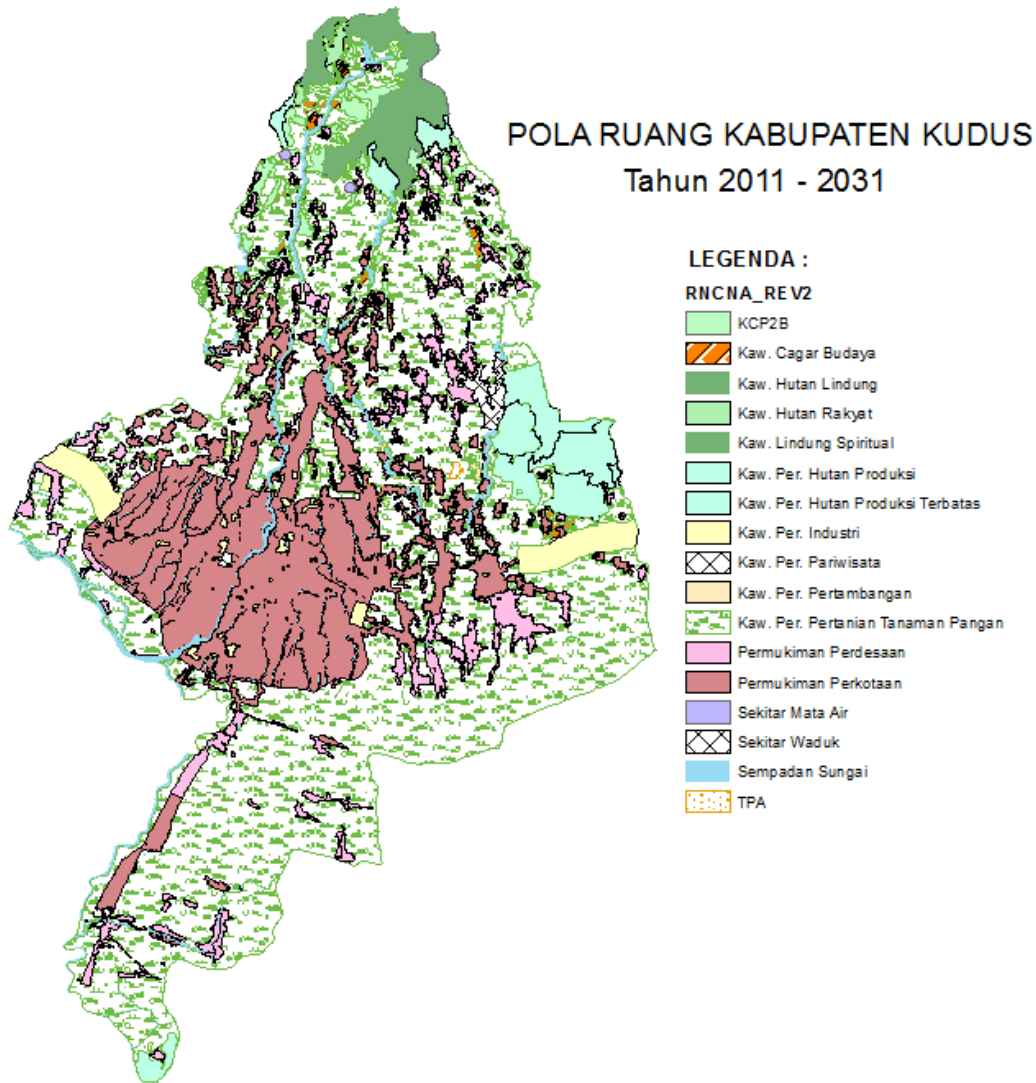 POLA RUANG KABUPATEN KUDUS
Tahun 2011 - 2031
LEGENDA :
RNCNA_REV2
KCP2B
Kaw. Cagar Budaya
Kaw. Hutan Lindung
Kaw. Hutan Rakyat
Kaw. Lindung Spiritual
Kaw. Per. Hutan Produksi
Kaw. Per. Hutan Produksi Terbatas
Kaw. Per. Industri
Kaw. Per. Pariwisata
Kaw. Per. Pertambangan
Kaw. Per. Pertanian Tanaman Pangan
Permukiman Perdesaan
Permukiman Perkotaan
Sekitar Mata Air
Sekitar Waduk
Sempadan Sungai
TPA